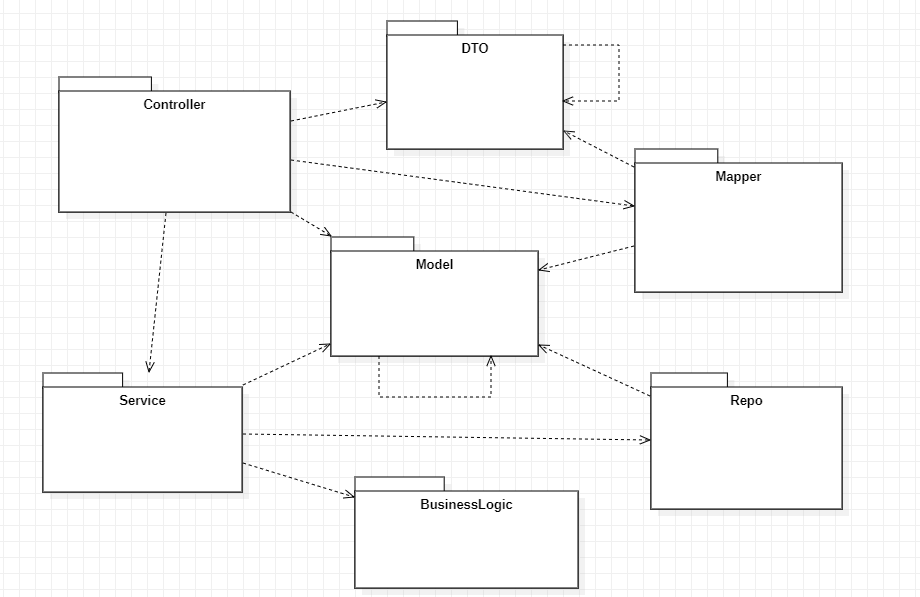 DTO
Controller
Mapper
Model
Service
Repo
BusinessLogic